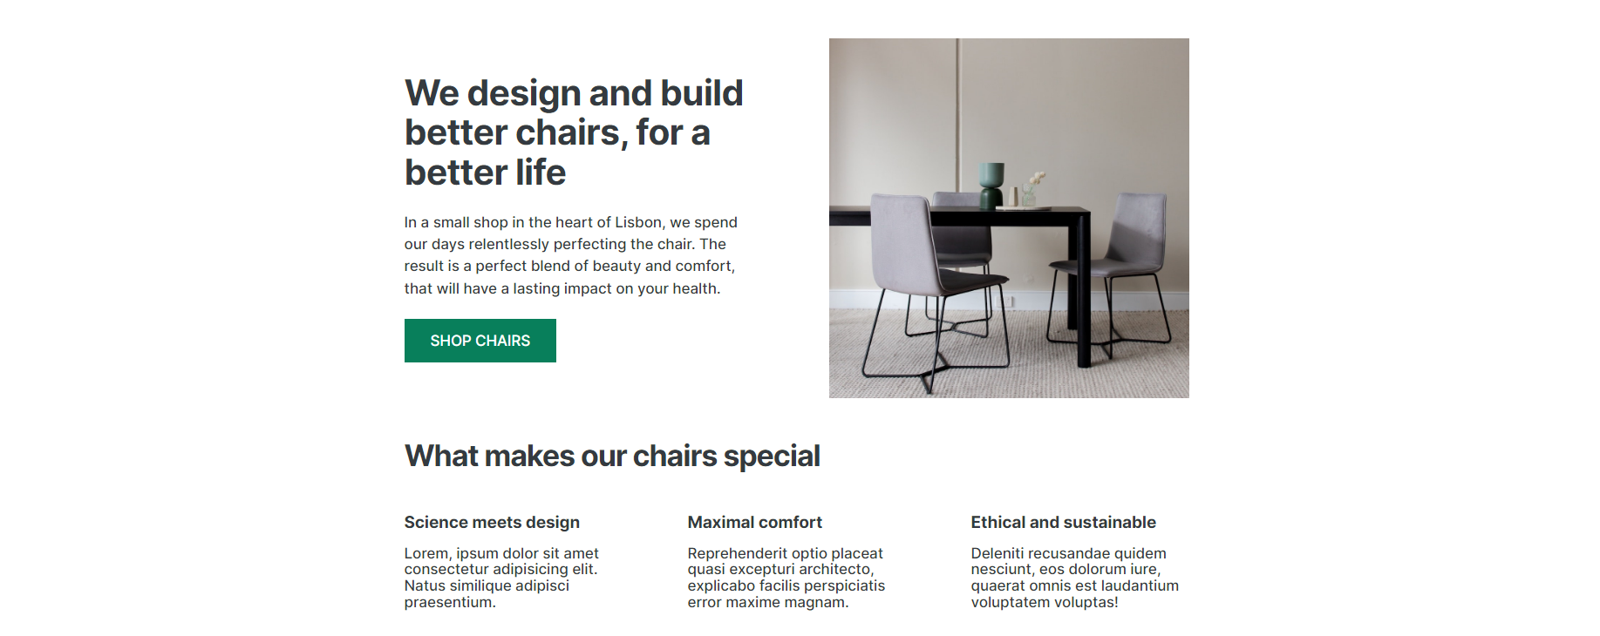 We design and build
better chairs, for a
better life
In a small shop in the heart of Lisbon, we spend
our days relentlessly perfecting the chair. The
result is a perfect blend of beauty and comfort,
that will have a lasting impact on your health.
SHOP CHAIRS
What makes our chairs special
Science meets design
Lorem, ipsum dolor sit amet
consectetur adipisicing elit.
Natus similique adipisci
praesentium.
Maximal comfort
Reprehenderit optio placeat
quasi excepturi architecto,
explicabo facilis perspiciatis
error maxime magnam.
Ethical and sustainable
Deleniti recusandae quidem
nesciunt, eos dolorum iure,
quaerat omnis est laudantium
voluptatem voluptas!